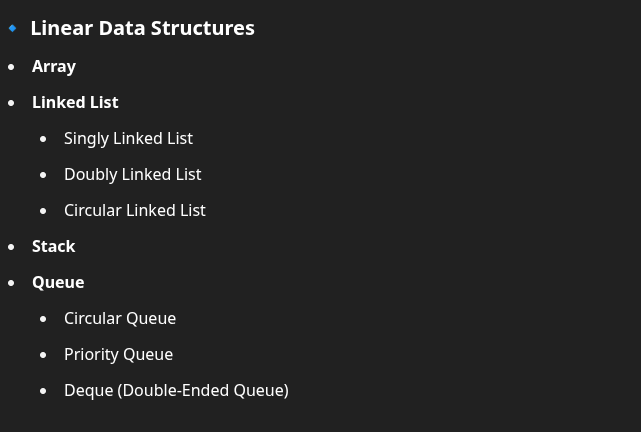 Linear Data Structures
Array
Linked List
Singly Linked List
Doubly Linked List
Circular Linked List
Stack
Queue
Circular Queue
Priority Queue
Deque (Double-Ended Queue)